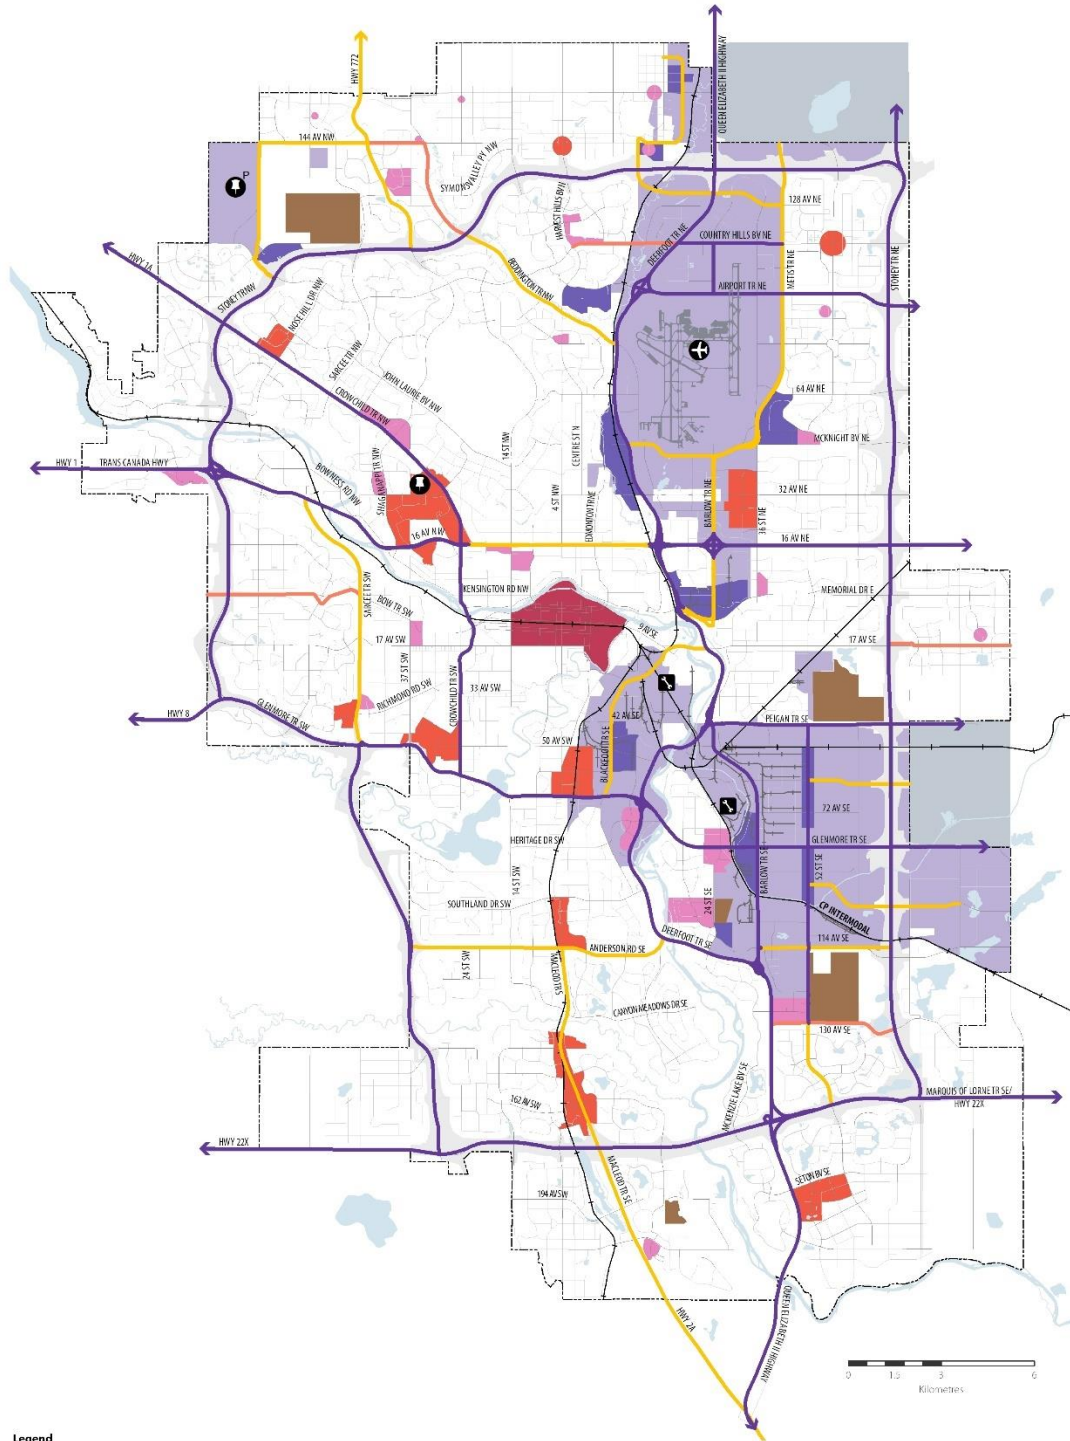 HWY 772
QUEEN ELIZABETH II HIGHWAY
144 AV NW
P
128 AV NE
COUNTRY HILLS BV NE
HARVEST HILLS BV N
DEERFOOT TR NE
METIS TR NE
STONEY TR NE
AIRPORT TR NE
HWY 1A
STONEY TR NW
BEDDINGTON TR NW
NOSE HILL DR NW
SARCEE TR NW
JOHN LAURIE BV NW
CROWCHILD TR NW
64 AV NE
MCKNIGHT BV NE
14 ST NW
CENTRE ST N
HWY 1
TRANS CANADA HWY
BOWNESS RD NW
SHAGANAPPI TR NW
4 ST NW
EDMONTON TR NE
BARLOW TR NE
32 AV NE
36 ST NE
16 AV NW
16 AV NE
KENSINGTON RD NW
MEMORIAL DR E
SARCEE TR SW
BOW TR SW
9 AV SE
17 AV SW
17 AV SE
37 ST SW
RICHMOND RD SW
CROWCHILD TR SW
33 AV SW
HWY 8
GLENMORE TR SW
42 AV SE
PEIGAN TR SE
50 AV SW
BLACKFOOT TR SE
72 AV SE
HERITAGE DR SW
GLENMORE TR SE
BARLOW TR SE
52 ST SE
14 ST SW
24 ST SE
SOUTHLAND DR SW
CP INTERMODAL
DEERFOOT TR SE
114 AV SE
ANDERSON RD SE
24 ST SW
MACLEOD TR S
CANYON MEADOWS DR SE
130 AV SE
MCKENZIE LAKE BV SE
MARQUIS OF LORNE TR SE/
HWY 22X
162 AV SW
HWY 22X
MACLEOD TR SE
SETON BV SE
194 AV SW
HWY 2A
QUEEN ELIZABETH II HIGHWAY
0 1.5 3 6
Kilometres
Legend